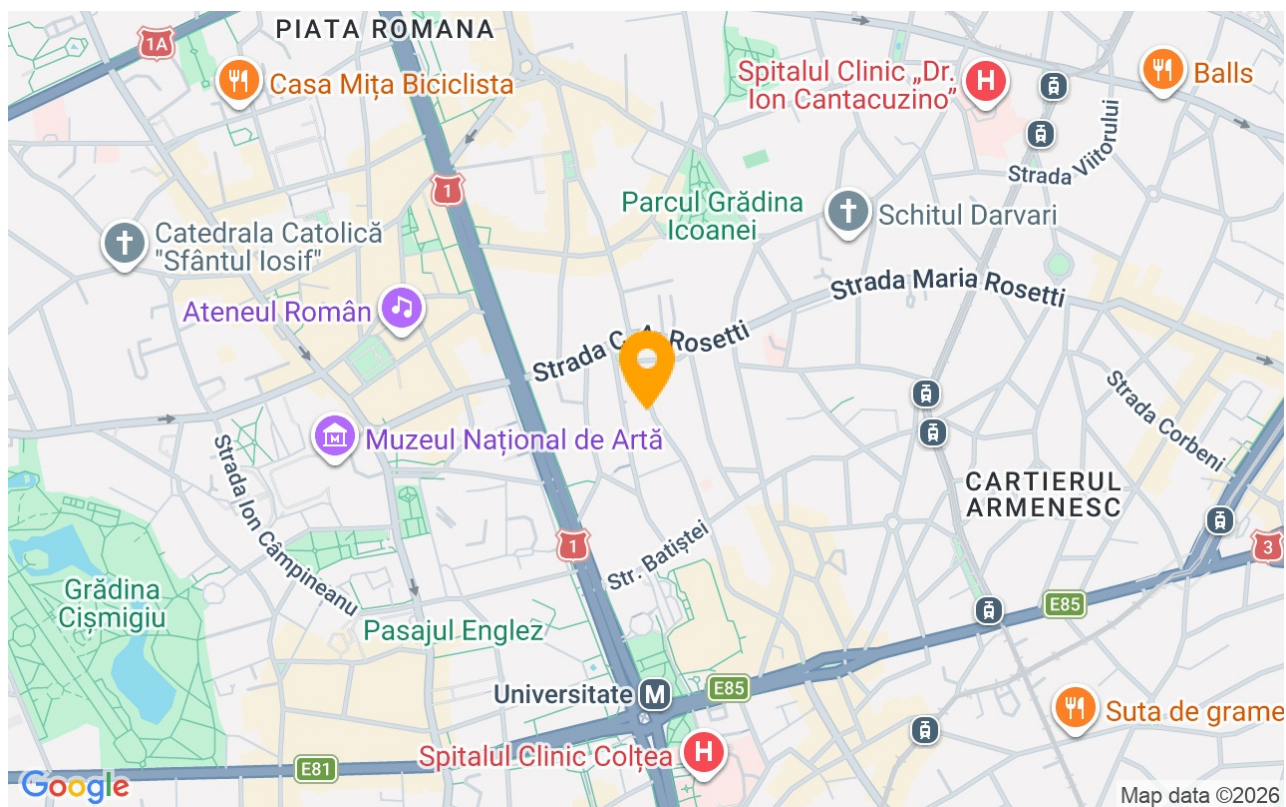 PIATA ROMANA
1A
Casa Mița Biciclista
Spitalul Clinic „Dr.
Ion Cantacuzino”
H
Balls
Strada Viitorului
1
Parcul Grădina
Icoanei
Schitul Darvari
Catedrala Catolică
"Sfântul Iosif"
Ateneul Român
Strada Maria Rosetti
Strada C. A. Rosetti
Strada Corbeni
Muzeul Național de Artă
M
Strada Ion Câmpineanu
CARTIERUL
ARMENESC
1
3
Str. Batiștei
Grădina
Cișmigiu
Pasajul Englez
E85
Universitate M
E85
Suta de grame
Spitalul Clinic Colțea
H
E81
Google
Map data ©2026